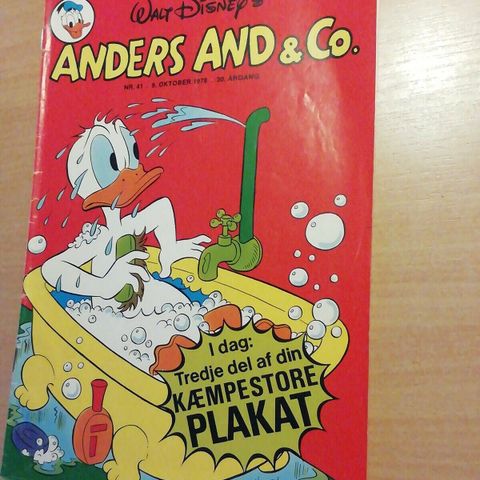 WALT DISNEY'S
ANDERS AND & CO.
NR. 41 - 9. OKTOBER 1978 - 30. ÅRGANG
I dag:
Tredje del af din
KÆMPESTORE
PLAKAT